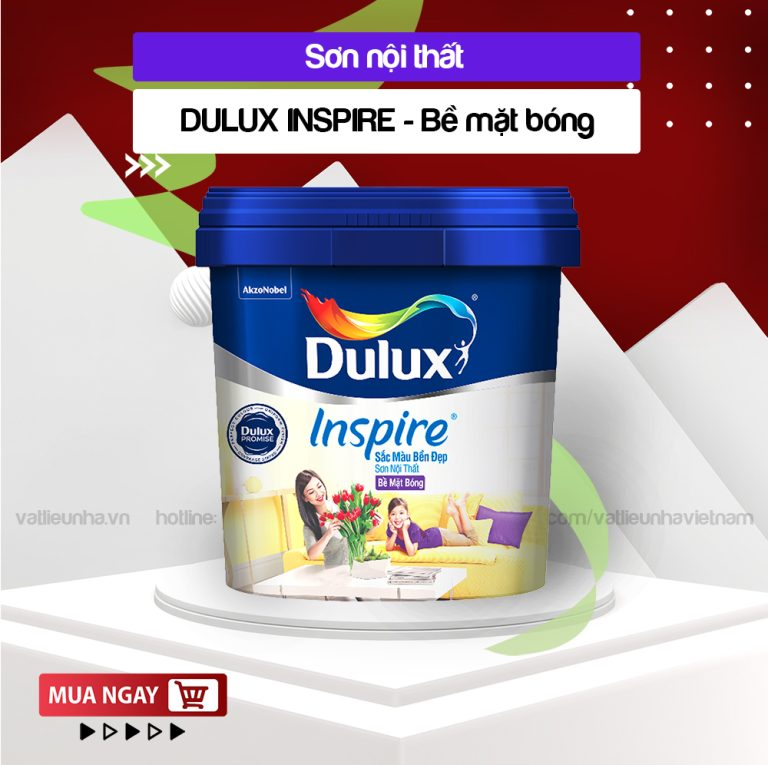 Sơn nội thất
DULUX INSPIRE - Bề mặt bóng
AkzoNobel
Dulux
Inspire
Sắc Màu Bền Đẹp
Sơn Nội Thất
Bề Mặt Bóng
Dulux
PROMISE
vatlieunha.vn hotline: com/vatlieunhavietnam
MUA NGAY